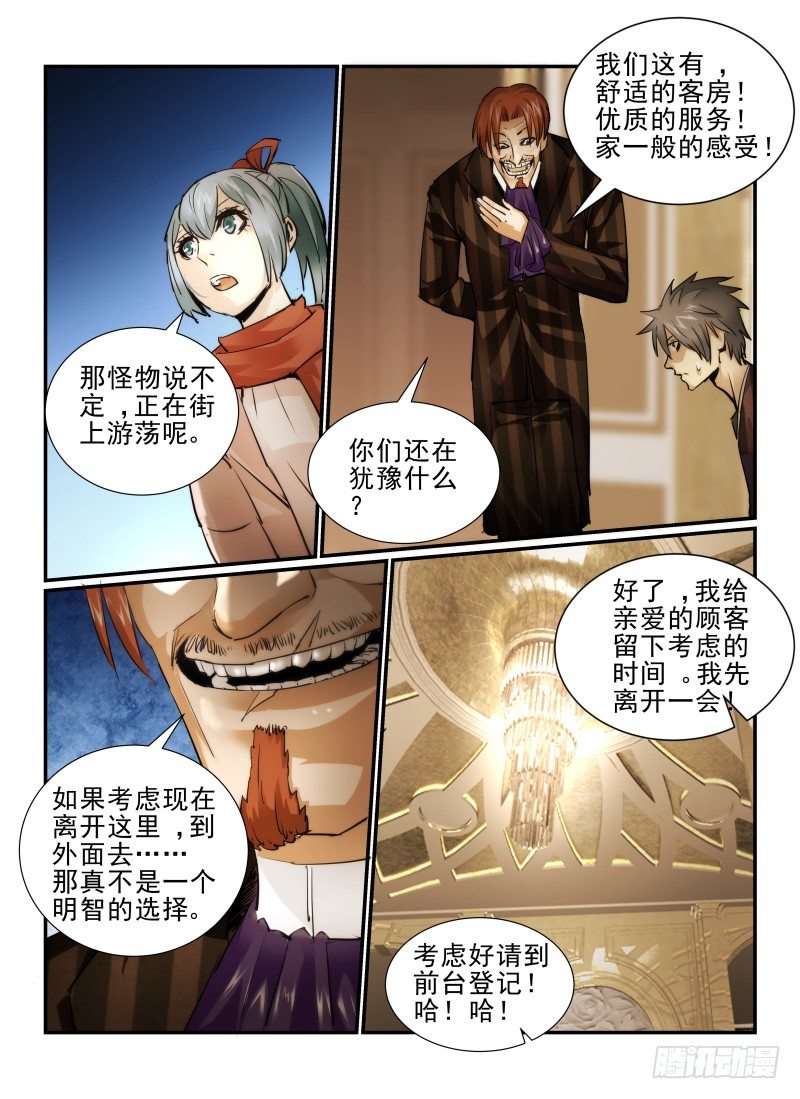 那怪物说不
定，正在街
上游荡呢。
我们这有，
舒适的客房！
优质的服务！
家一般的感受！
你们还在
犹豫什么
？
如果考虑现在
离开这里，到
外面去……
那真不是一个
明智的选择。
好了，我给
亲爱的顾客
留下考虑的
时间。我先
离开一会！
考虑好请到
前台登记！
哈！哈！
腾讯动漫